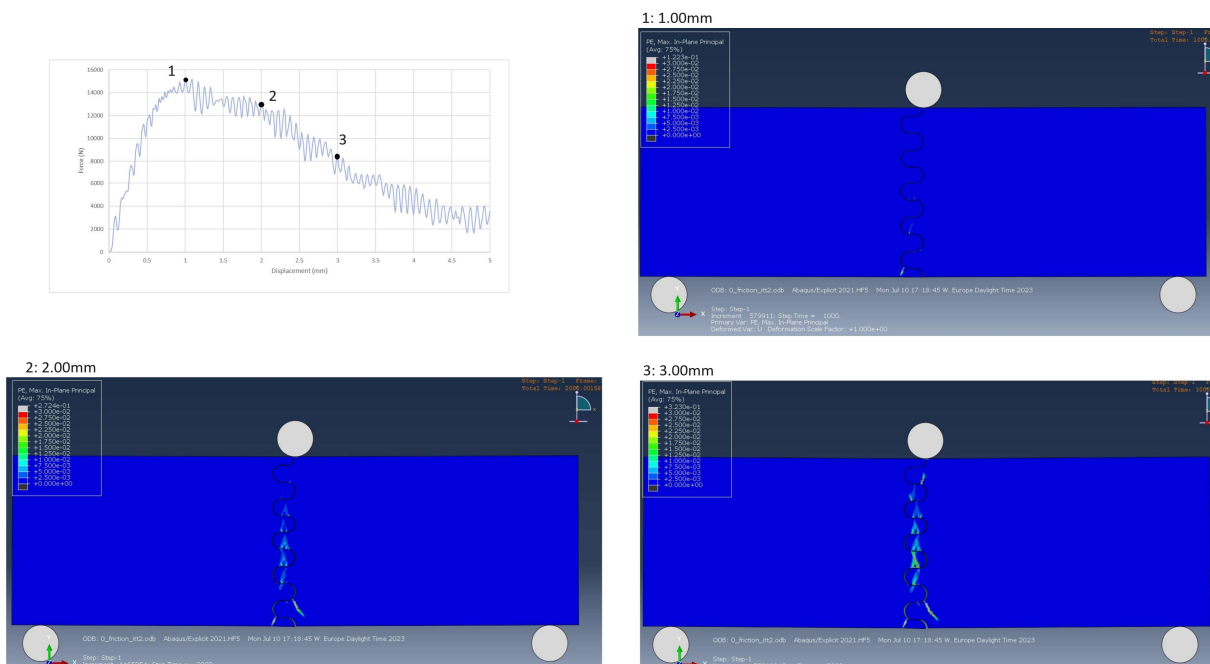 1: 1.00mm
16000
14000
12000
10000
8000
6000
4000
2000
0
Force (N)
1
2
3
0 0.5 1 1.5 2 2.5 3 3.5 4 4.5 5
Displacement (mm)
Step: Step-1
PE, Max. In-Plane Principal
(Avg: 75%)
+1.223e-01
+3.000e-02
+2.750e-02
+2.500e-02
+2.250e-02
+2.000e-02
+1.750e-02
+1.500e-02
+1.250e-02
+1.000e-02
+7.500e-03
+5.000e-03
+2.500e-03
+0.000e+00
Y
Z X
ODB: 0_friction_itt2.odb Abaqus/Explicit 2021.HF5 Mon Jul 10 17:18:45 W. Europe Daylight Time 2023
Step: Step-1
Increment 579911: Step Time = 1000.
Primary Var: PE, Max. In-Plane Principal
Deformed Var: U Deformation Scale Factor: +1.000e+00
2: 2.00mm
Step: Step-1 Frame:
PE, Max. In-Plane Principal
(Avg: 75%)
+2.724e-01
+3.000e-02
+2.750e-02
+2.500e-02
+2.250e-02
+2.000e-02
+1.750e-02
+1.500e-02
+1.250e-02
+1.000e-02
+7.500e-03
+5.000e-03
+2.500e-03
+0.000e+00
X
ODB: 0_friction_itt2.odb Abaqus/Explicit 2021.HF5 Mon Jul 10 17:18:45 W. Europe Daylight Time 2023
Step: Step-1
3: 3.00mm
PE, Max. In-Plane Principal
(Avg: 75%)
+3.230e-01
+3.000e-02
+2.750e-02
+2.500e-02
+2.250e-02
+2.000e-02
+1.750e-02
+1.500e-02
+1.250e-02
+1.000e-02
+7.500e-03
+5.000e-03
+2.500e-03
+0.000e+00
X
ODB: 0_friction_itt2.odb Abaqus/Explicit 2021.HF5 Mon Jul 10 17:18:45 W. Europe Daylight Time 2023
Step: Step-1